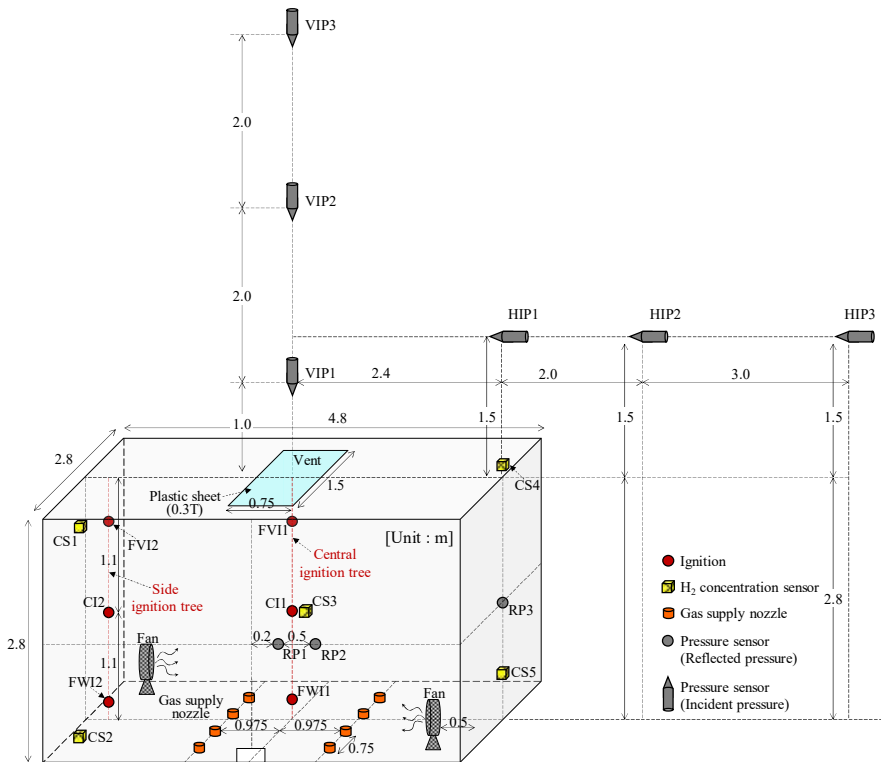 VIP3
2.0
VIP2
2.0
HIP1
HIP2
HIP3
VIP1
2.4
2.0
3.0
1.0
4.8
1.5
1.5
1.5
2.8
Vent
CS4
Plastic sheet
(0.3T)
1.5
0.75
CS1
FVI2
FVI1
[Unit : m]
1.1
Central
ignition tree
Side
ignition tree
CI2
CI1
CS3
RP3
2.8
2.8
0.2
0.5
RP1
RP2
Fan
1.1
FWI2
FWI1
CS5
Gas supply
nozzle
Fan
0.975
0.975
0.5
CS2
0.75
Ignition
H₂ concentration sensor
Gas supply nozzle
Pressure sensor
(Reflected pressure)
Pressure sensor
(Incident pressure)